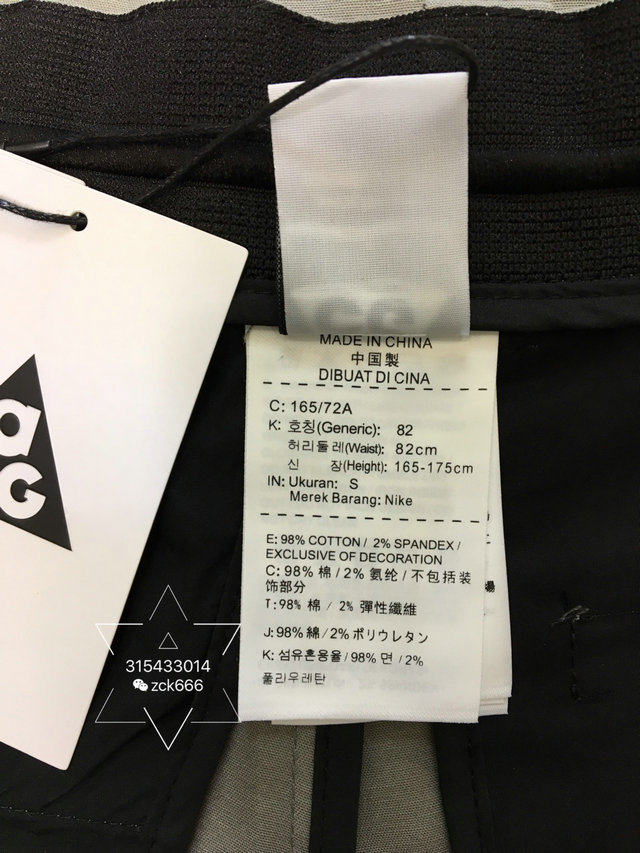 MADE IN CHINA
中国製
DIBUAT DI CINA
C: 165/72A
K: 호칭(Generic): 82
허리둘레(Waist): 82cm
신 장(Height): 165-175cm
IN: Ukuran: S
Merek Barang: Nike
E: 98% COTTON / 2% SPANDEX /
EXCLUSIVE OF DECORATION
C: 98% 棉 / 2% 氨纶 / 不包括装
饰部分
T: 98% 棉 / 2% 彈性纖維
J: 98% 綿 / 2% ポリウレタン
K: 섬유혼용율 / 98% 면 / 2%
폴리우레탄
aG
315433014
zck666